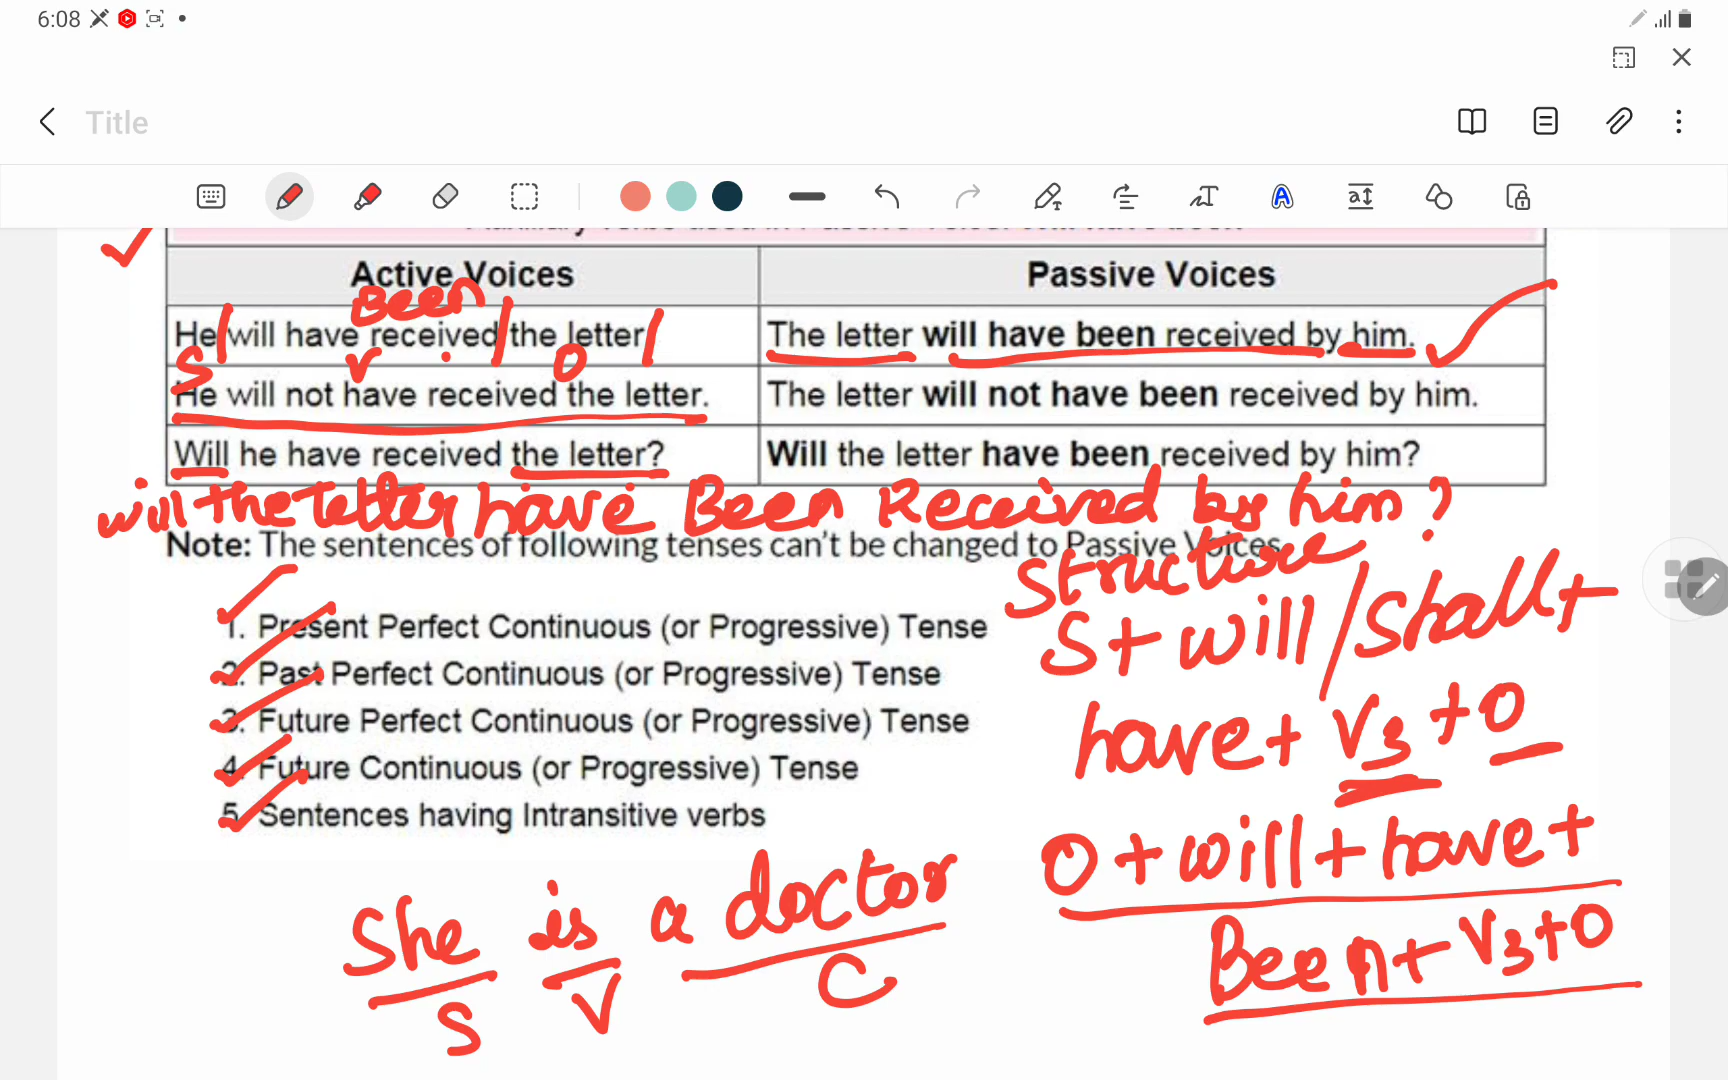 6:08
Title
Active Voices Passive Voices
Been
He will have received the letter The letter will have been received by him.
S V O
He will not have received the letter. The letter will not have been received by him.
Will he have received the letter? Will the letter have been received by him?
will the letter have Been Received by him?
Note: The sentences of following tenses can't be changed to Passive Voices
Structure
1. Present Perfect Continuous (or Progressive) Tense
S + will / shall +
2. Past Perfect Continuous (or Progressive) Tense
3. Future Perfect Continuous (or Progressive) Tense
have + V3 + O
4. Future Continuous (or Progressive) Tense
5. Sentences having Intransitive verbs
O + will + have +
She is a doctor
Been + V3 + O
S V C